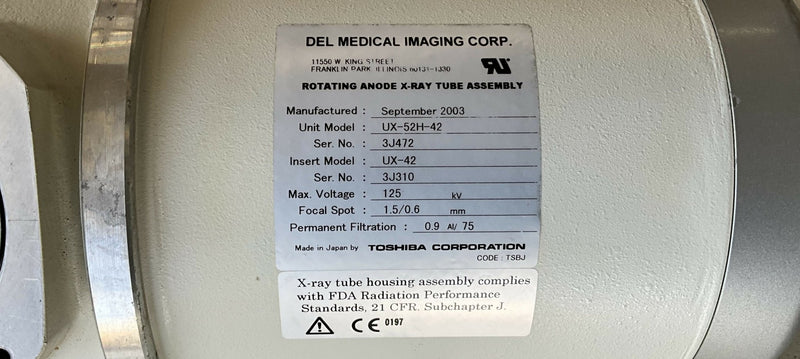 DEL MEDICAL IMAGING CORP.
11550 W. KING STREET
FRANKLIN PARK ILLINOIS 60131-1330
ROTATING ANODE X-RAY TUBE ASSEMBLY
Manufactured : September 2003
Unit Model : UX-52H-42
Ser. No. : 3J472
Insert Model : UX-42
Ser. No. : 3J310
Max. Voltage : 125 kV
Focal Spot : 1.5/0.6 mm
Permanent Filtration : 0.9 Al/ 75
Made in Japan by TOSHIBA CORPORATION
CODE : TSBJ
X-ray tube housing assembly complies
with FDA Radiation Performance
Standards, 21 CFR. Subchapter J.
CE 0197